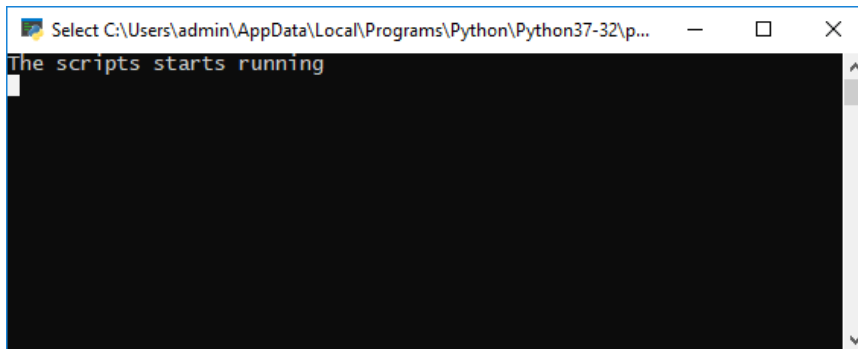 Select C:\Users\admin\AppData\Local\Programs\Python\Python37-32\p...
The scripts starts running